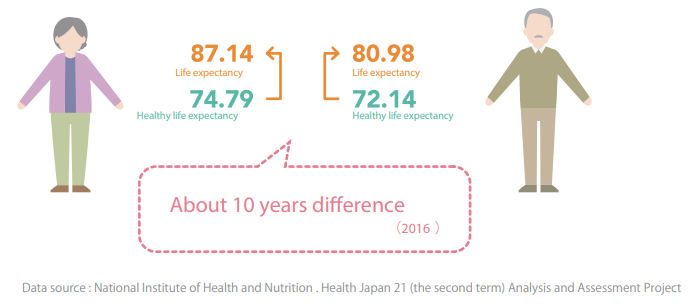 87.14
Life expectancy
74.79
Healthy life expectancy
80.98
Life expectancy
72.14
Healthy life expectancy
About 10 years difference
（2016 ）
Data source : National Institute of Health and Nutrition . Health Japan 21 (the second term) Analysis and Assessment Project